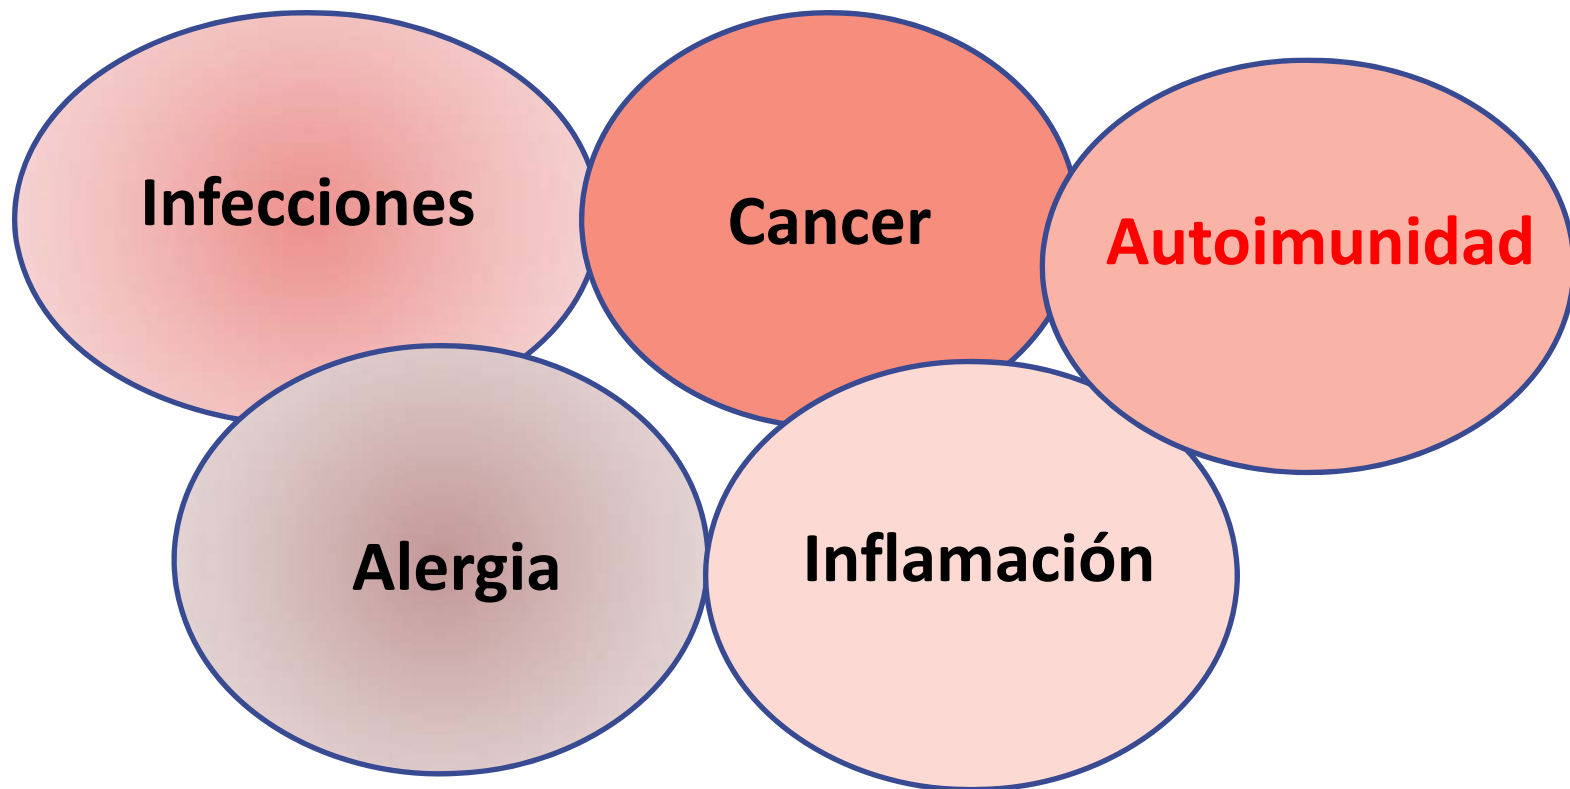 Infecciones
Cancer
Autoimunidad
Alergia
Inflamación